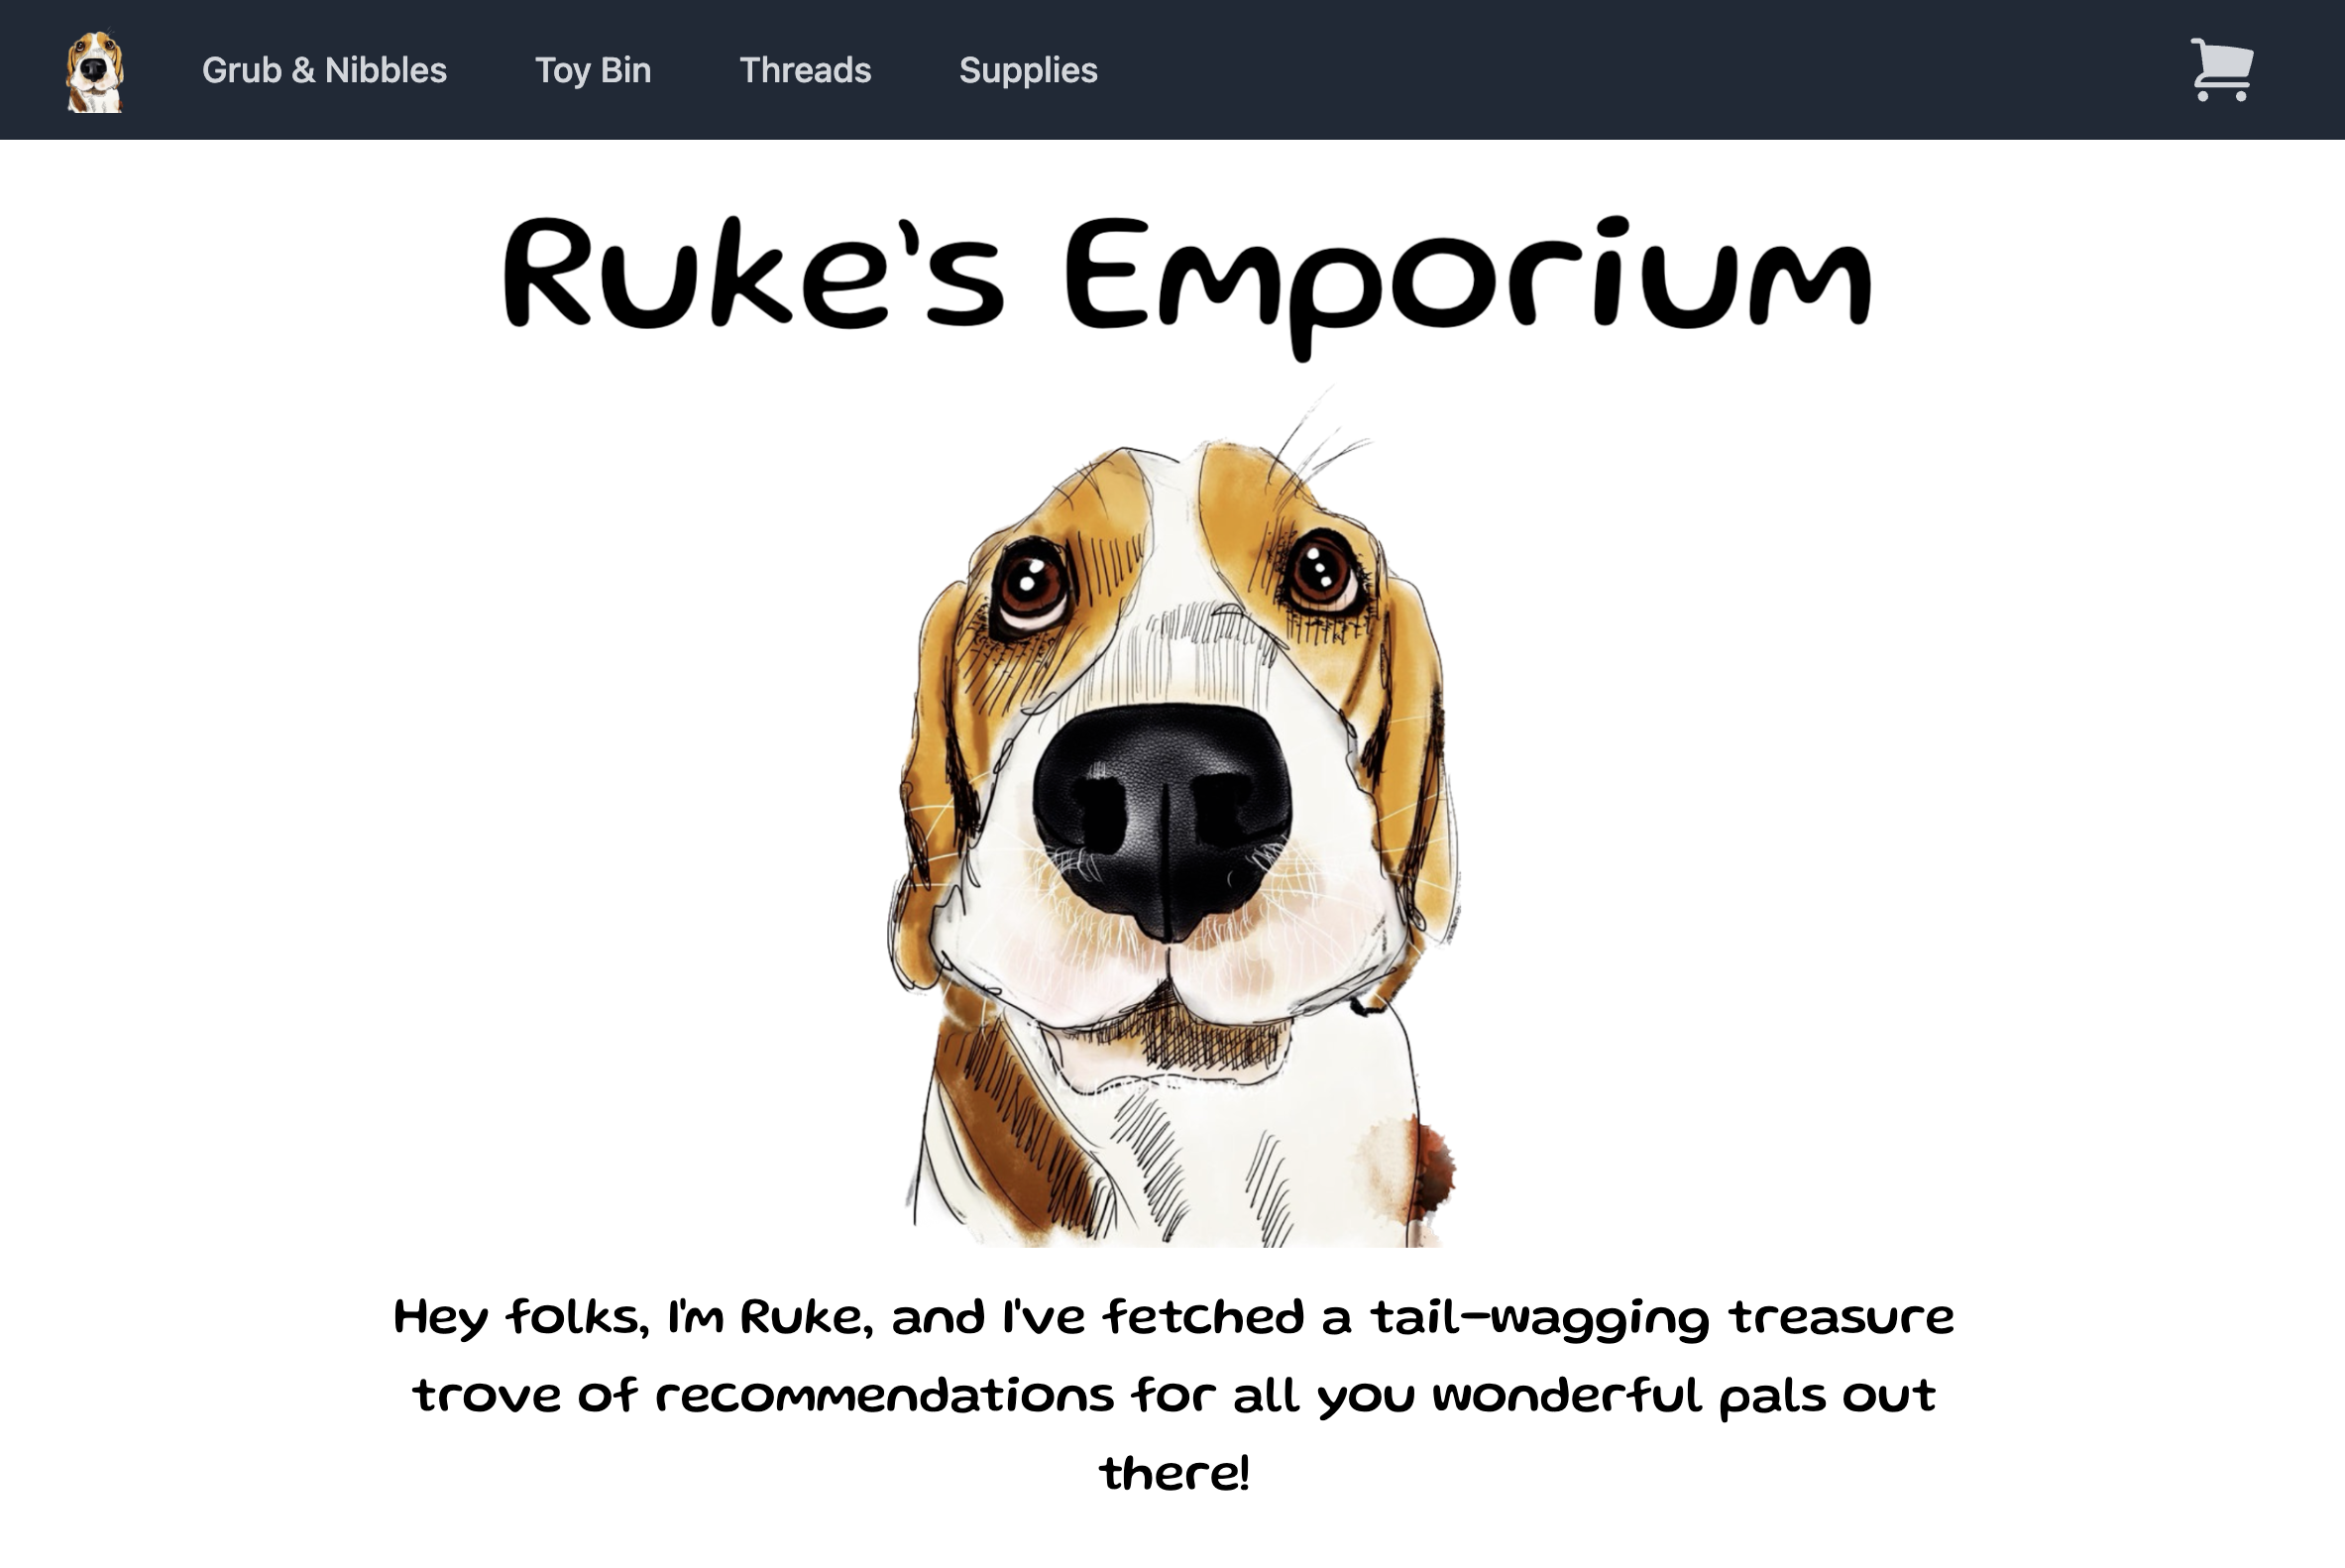 Grub & Nibbles Toy Bin Threads Supplies
Ruke's Emporium
Hey folks, I'm Ruke, and I've fetched a tail-wagging treasure
trove of recommendations for all you wonderful pals out
there!